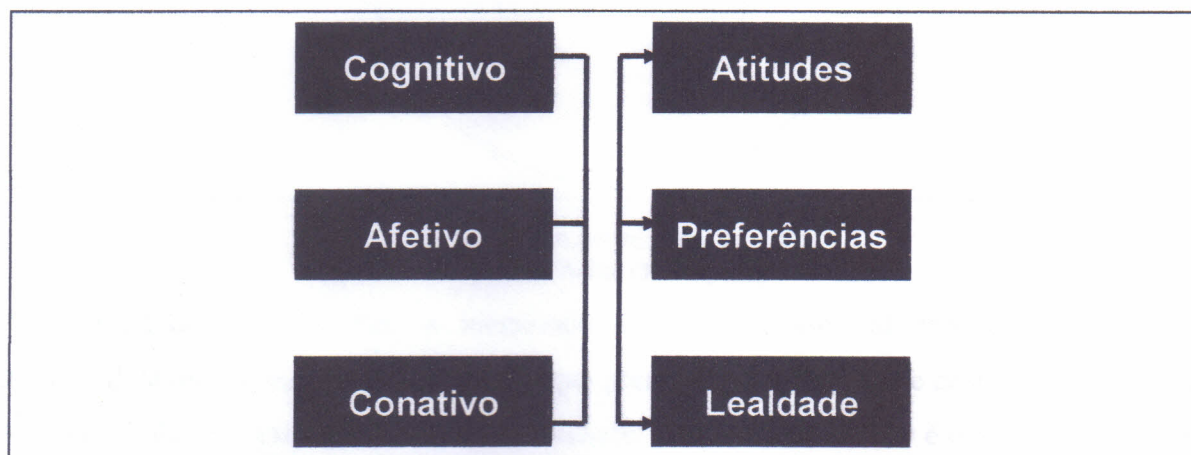 Cognitivo
Atitudes
Afetivo
Preferências
Conativo
Lealdade